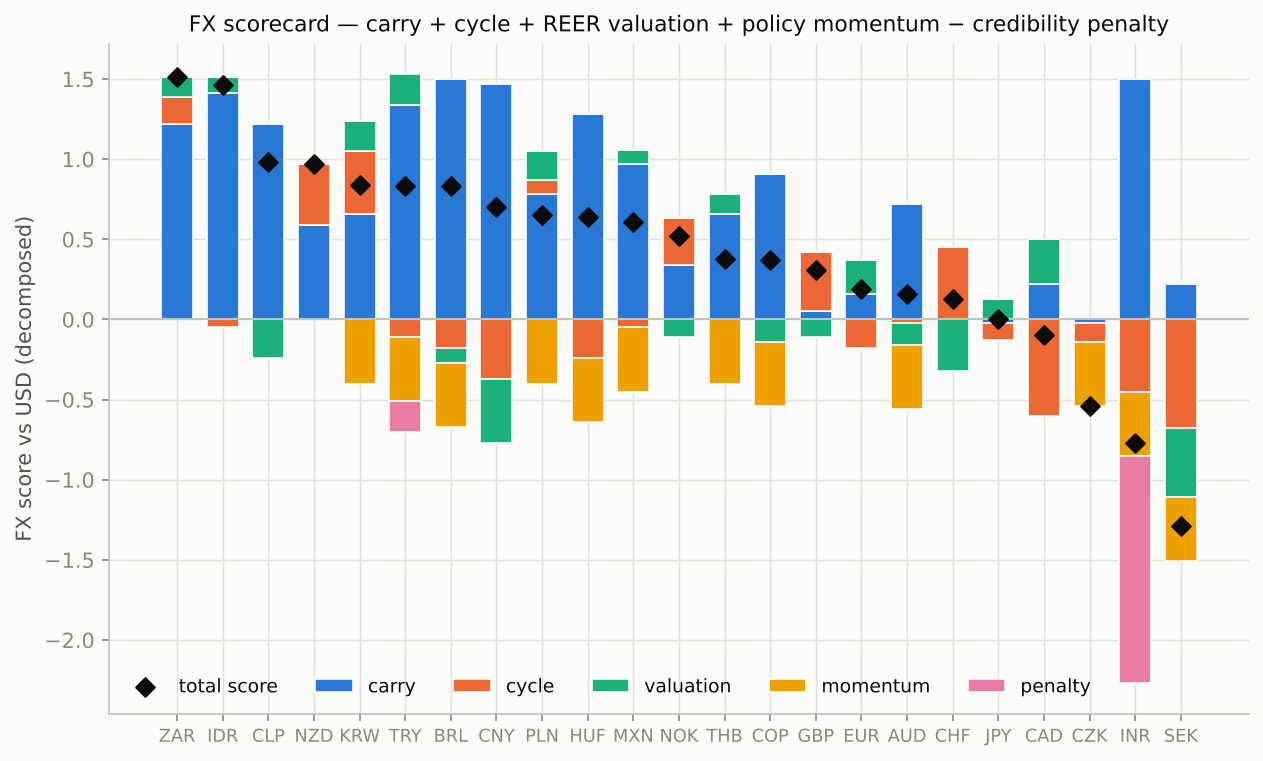 FX scorecard — carry + cycle + REER valuation + policy momentum − credibility penalty
FX score vs USD (decomposed)
1.5
1.0
0.5
0.0
−0.5
−1.0
−1.5
−2.0
total score carry cycle valuation momentum penalty
ZAR IDR CLP NZD KRW TRY BRL CNY PLN HUF MXN NOK THB COP GBP EUR AUD CHF JPY CAD CZK INR SEK